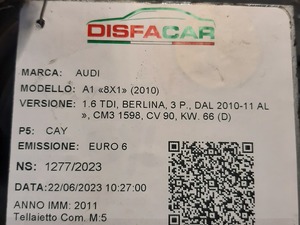 DISFACAR
MARCA: AUDI
MODELLO: A1 «8X1» (2010)
VERSIONE: 1.6 TDI, BERLINA, 3 P., DAL 2010-11 AL
», CM3 1598, CV 90, KW. 66 (D)
P5: CAY
EMISSIONE: EURO 6
NS: 1277/2023
DATA:22/06/2023 10:27:00
ANNO IMM: 2011
Tellaietto Com. M:5